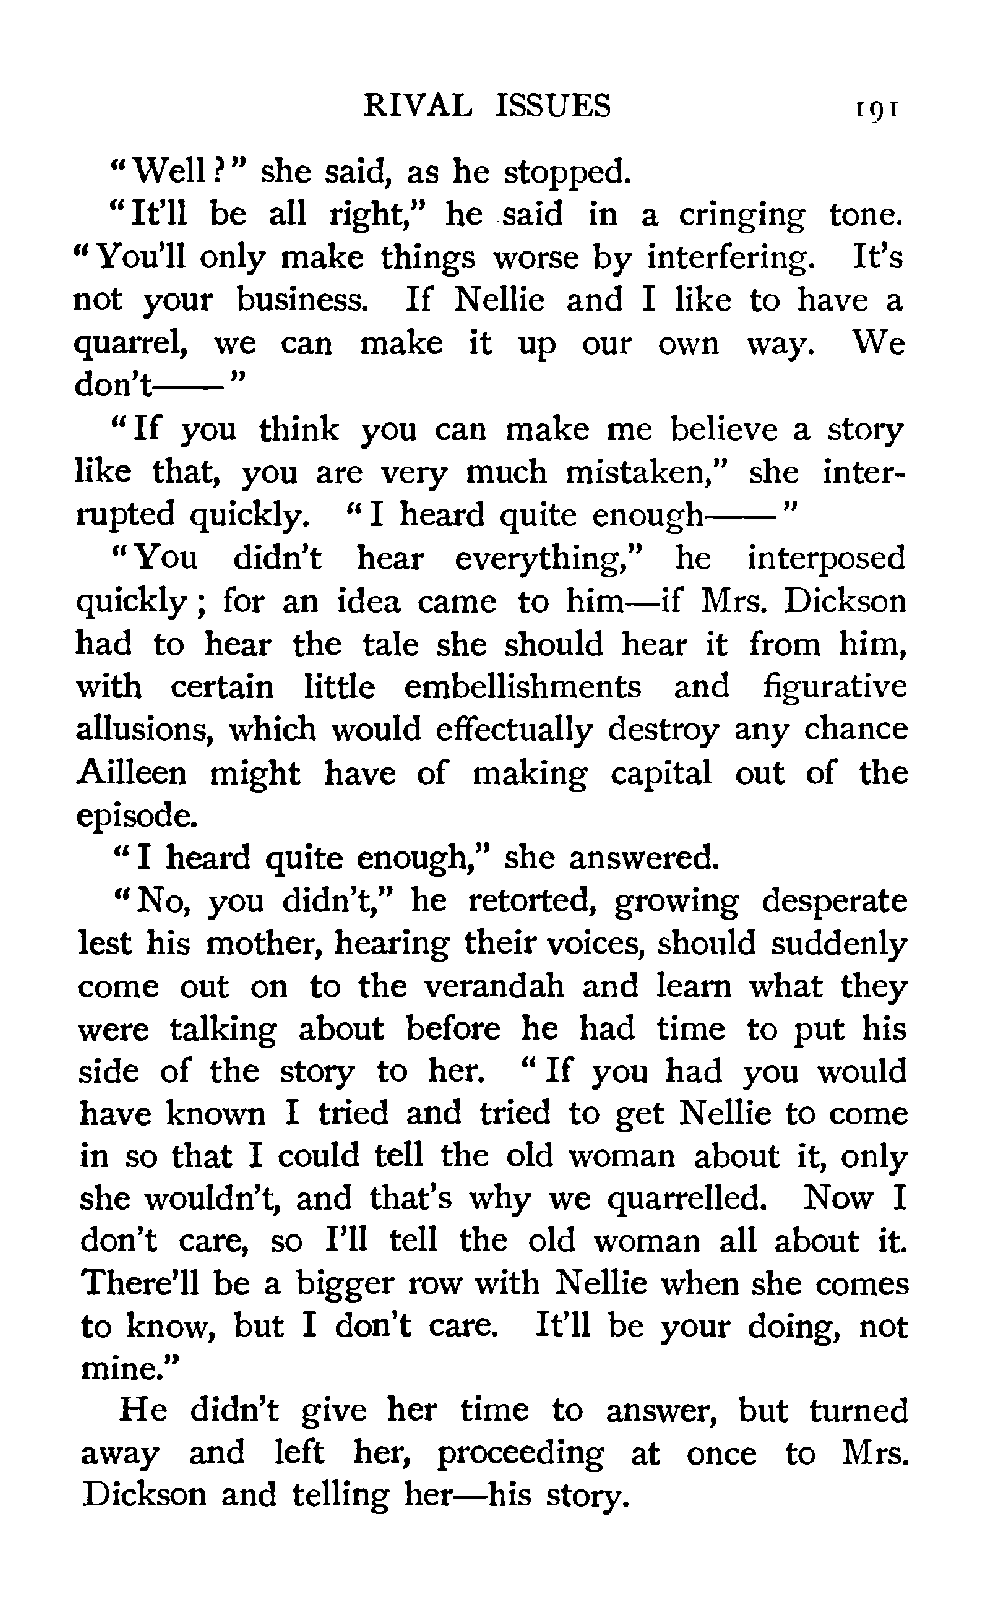 RIVAL ISSUES 191
"Well?" she said, as he stopped.
"It'll be all right," he said in a cringing tone.
"You'll only make things worse by interfering. It's
not your business. If Nellie and I like to have a
quarrel, we can make it up our own way. We
don't——"
"If you think you can make me believe a story
like that, you are very much mistaken," she inter-
rupted quickly. "I heard quite enough——"
"You didn't hear everything," he interposed
quickly; for an idea came to him—if Mrs. Dickson
had to hear the tale she should hear it from him,
with certain little embellishments and figurative
allusions, which would effectually destroy any chance
Ailleen might have of making capital out of the
episode.
"I heard quite enough," she answered.
"No, you didn't," he retorted, growing desperate
lest his mother, hearing their voices, should suddenly
come out on to the verandah and learn what they
were talking about before he had time to put his
side of the story to her. "If you had you would
have known I tried and tried to get Nellie to come
in so that I could tell the old woman about it, only
she wouldn't, and that's why we quarrelled. Now I
don't care, so I'll tell the old woman all about it.
There'll be a bigger row with Nellie when she comes
to know, but I don't care. It'll be your doing, not
mine."
He didn't give her time to answer, but turned
away and left her, proceeding at once to Mrs.
Dickson and telling her—his story.